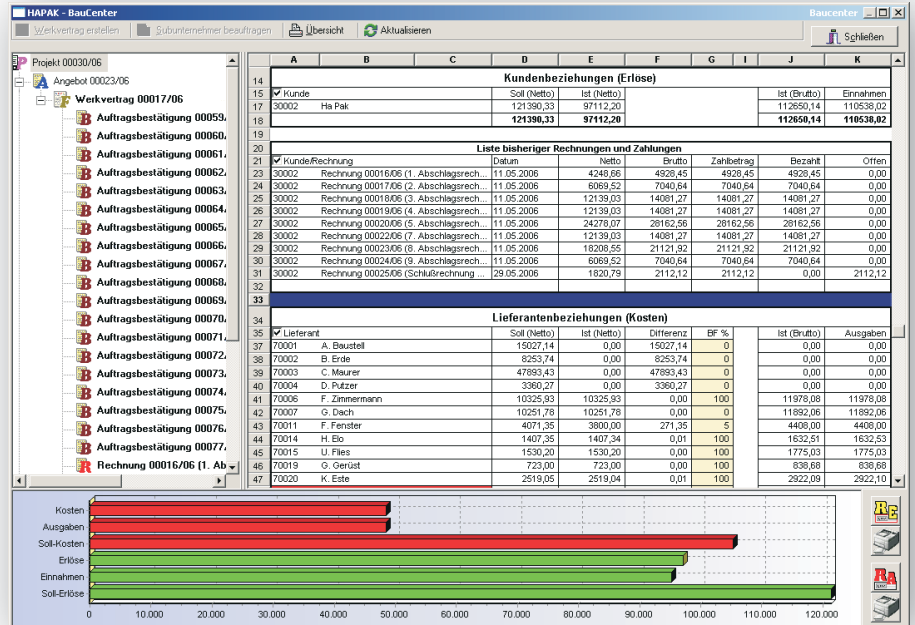 HAPAK - BauCenter Baucenter
Werkvertrag erstellen Subunternehmer beauftragen Übersicht Aktualisieren
Schließen
Projekt 00030/06
Angebot 00023/06
Werkvertrag 00017/06
Auftragsbestätigung 00059
Auftragsbestätigung 00060
Auftragsbestätigung 00061
Auftragsbestätigung 00062
Auftragsbestätigung 00063
Auftragsbestätigung 00064
Auftragsbestätigung 00065
Auftragsbestätigung 00066
Auftragsbestätigung 00067
Auftragsbestätigung 00068
Auftragsbestätigung 00069
Auftragsbestätigung 00070
Auftragsbestätigung 00071
Auftragsbestätigung 00072
Auftragsbestätigung 00073
Auftragsbestätigung 00074
Auftragsbestätigung 00075
Auftragsbestätigung 00076
Auftragsbestätigung 00077
Rechnung 00016/06 (1. Ab
A B C D E F G I J K
14 Kundenbeziehungen (Erlöse)
15 Kunde Soll (Netto) Ist (Netto) Ist (Brutto) Einnahmen
17 30002 Ha Pak 121390,33 97112,20 112650,14 110538,02
18 121390,33 97112,20 112650,14 110538,02
19
20 Liste bisheriger Rechnungen und Zahlungen
21 Kunde/Rechnung Datum Netto Brutto Zahlbetrag Bezahlt Offen
23 30002 Rechnung 00016/06 (1. Abschlagsrech... 11.05.2006 4248,66 4928,45 4928,45 4928,45 0,00
24 30002 Rechnung 00017/06 (2. Abschlagsrech... 11.05.2006 6069,52 7040,64 7040,64 7040,64 0,00
25 30002 Rechnung 00018/06 (3. Abschlagsrech... 11.05.2006 12139,03 14081,27 14081,27 14081,27 0,00
26 30002 Rechnung 00019/06 (4. Abschlagsrech... 11.05.2006 12139,03 14081,27 14081,27 14081,27 0,00
27 30002 Rechnung 00020/06 (5. Abschlagsrech... 11.05.2006 24278,07 28162,56 28162,56 28162,56 0,00
28 30002 Rechnung 00022/06 (7. Abschlagsrech... 11.05.2006 12139,03 14081,27 14081,27 14081,27 0,00
29 30002 Rechnung 00023/06 (8. Abschlagsrech... 11.05.2006 18208,55 21121,92 21121,92 21121,92 0,00
30 30002 Rechnung 00024/06 (9. Abschlagsrech... 11.05.2006 6069,52 7040,64 7040,64 7040,64 0,00
31 30002 Rechnung 00025/06 (Schlußrechnung ... 29.05.2006 1820,79 2112,12 2112,12 0,00 2112,12
32
33
34 Lieferantenbeziehungen (Kosten)
35 Lieferant Soll (Netto) Ist (Netto) Differenz BF % Ist (Brutto) Ausgaben
37 70001 A. Baustell 15027,14 0,00 15027,14 0 0,00 0,00
38 70002 B. Erde 8253,74 0,00 8253,74 0 0,00 0,00
39 70003 C. Maurer 47893,43 0,00 47893,43 0 0,00 0,00
40 70004 D. Putzer 3360,27 0,00 3360,27 0 0,00 0,00
41 70006 F. Zimmermann 10325,93 10325,93 0,00 100 11978,08 11978,08
42 70007 G. Dach 10251,78 10251,78 0,00 0 11892,06 11892,06
43 70011 F. Fenster 4071,35 3800,00 271,35 5 4408,00 4408,00
44 70014 H. Elo 1407,35 1407,34 0,01 100 1632,51 1632,53
45 70015 U. Flies 1530,20 1530,20 0,00 100 1775,03 1775,03
46 70019 G. Gerüst 723,00 723,00 0,00 100 838,68 838,68
47 70020 K. Este 2519,05 2519,04 0,01 100 2922,09 2922,10
Kosten
Ausgaben
Soll-Kosten
Erlöse
Einnahmen
Soll-Erlöse
0 10.000 20.000 30.000 40.000 50.000 60.000 70.000 80.000 90.000 100.000 110.000 120.000
RE
RA